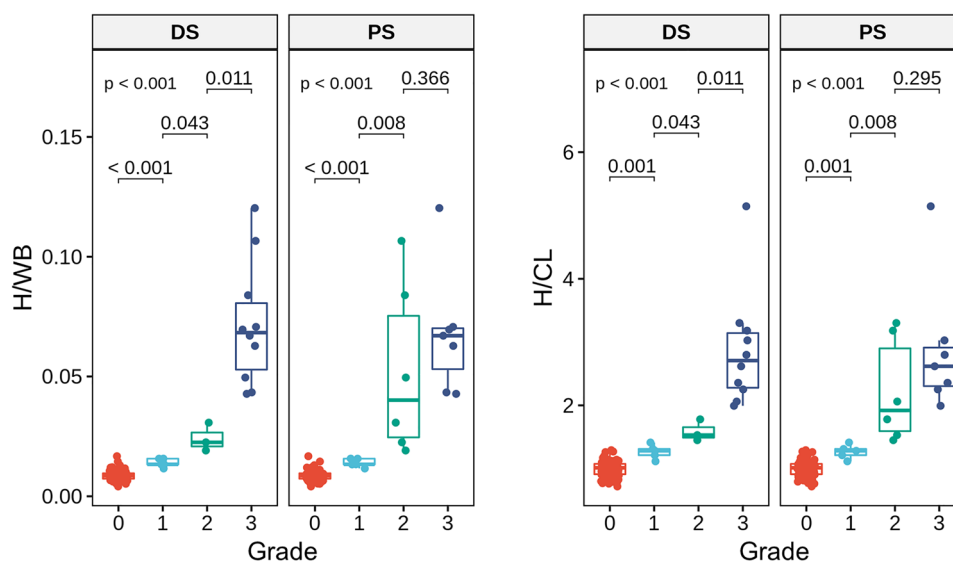 DS
PS
p < 0.001
0.011
0.043
< 0.001
p < 0.001
0.366
0.008
< 0.001
H/WB
0.15
0.10
0.05
0.00
0 1 2 3
0 1 2 3
Grade
DS
PS
p < 0.001
0.011
0.043
0.001
p < 0.001
0.295
0.008
0.001
H/CL
6
4
2
0 1 2 3
0 1 2 3
Grade